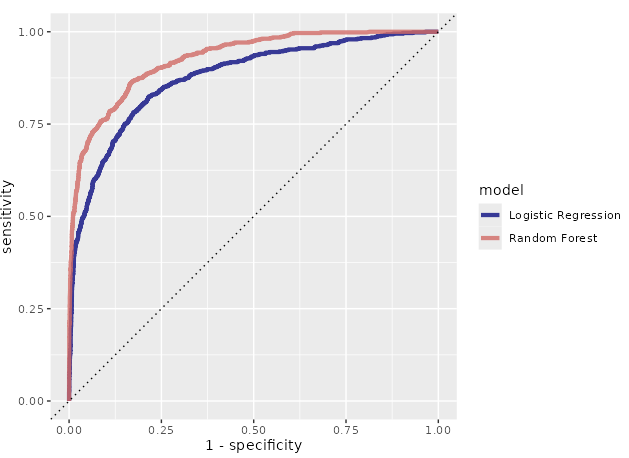 1.00
0.75
0.50
0.25
0.00
sensitivity
0.00 0.25 0.50 0.75 1.00
1 - specificity
model
Logistic Regression
Random Forest